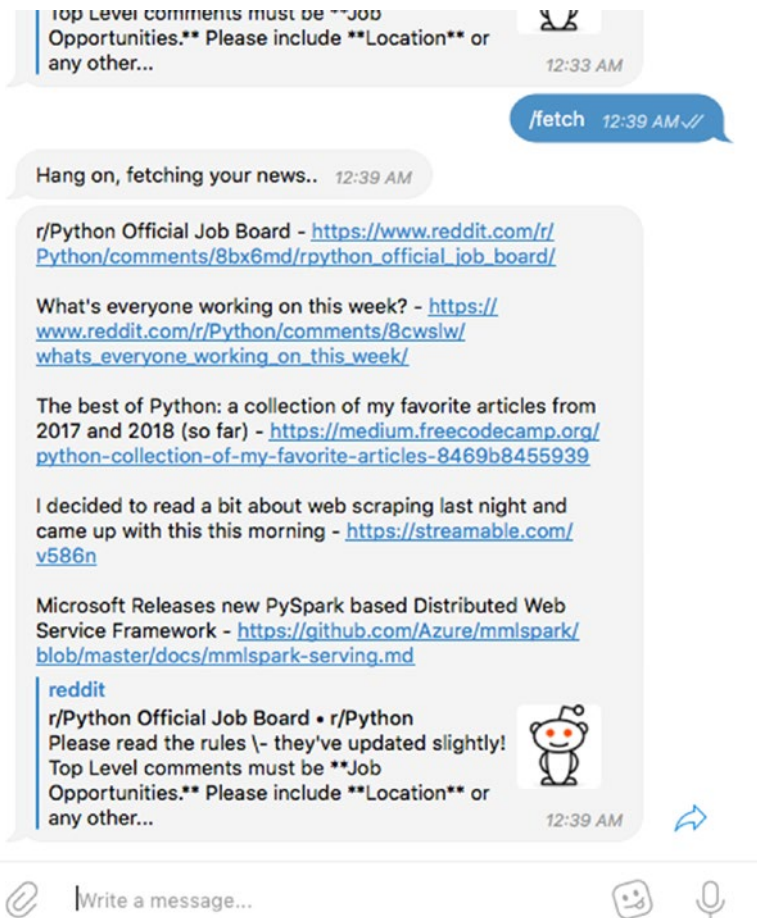 Top Level comments must be **Job
Opportunities.** Please include **Location** or
any other...
12:33 AM
/fetch 12:39 AM
Hang on, fetching your news.. 12:39 AM
r/Python Official Job Board - https://www.reddit.com/r/
Python/comments/8bx6md/rpython_official_job_board/
What's everyone working on this week? - https://
www.reddit.com/r/Python/comments/8cwslw/
whats_everyone_working_on_this_week/
The best of Python: a collection of my favorite articles from
2017 and 2018 (so far) - https://medium.freecodecamp.org/
python-collection-of-my-favorite-articles-8469b8455939
I decided to read a bit about web scraping last night and
came up with this this morning - https://streamable.com/
v586n
Microsoft Releases new PySpark based Distributed Web
Service Framework - https://github.com/Azure/mmlspark/
blob/master/docs/mmlspark-serving.md
reddit
r/Python Official Job Board • r/Python
Please read the rules \- they've updated slightly!
Top Level comments must be **Job
Opportunities.** Please include **Location** or
any other...
12:39 AM
Write a message...